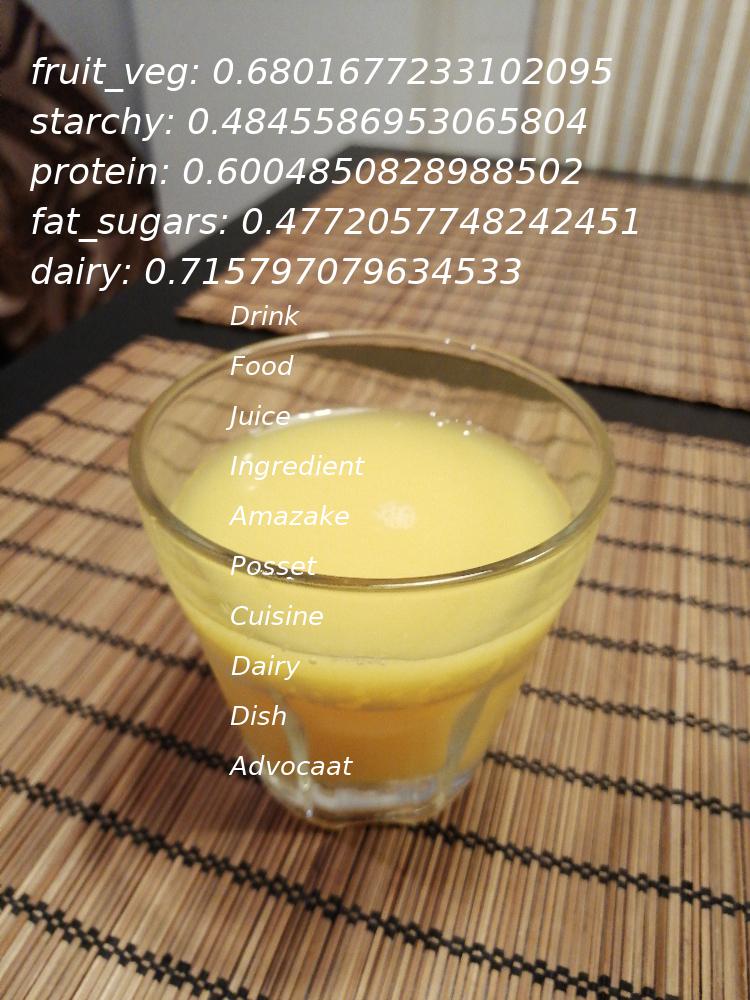 fruit_veg: 0.6801677233102095
starchy: 0.4845586953065804
protein: 0.6004850828988502
fat_sugars: 0.4772057748242451
dairy: 0.715797079634533
Drink
Food
Juice
Ingredient
Amazake
Posset
Cuisine
Dairy
Dish
Advocaat